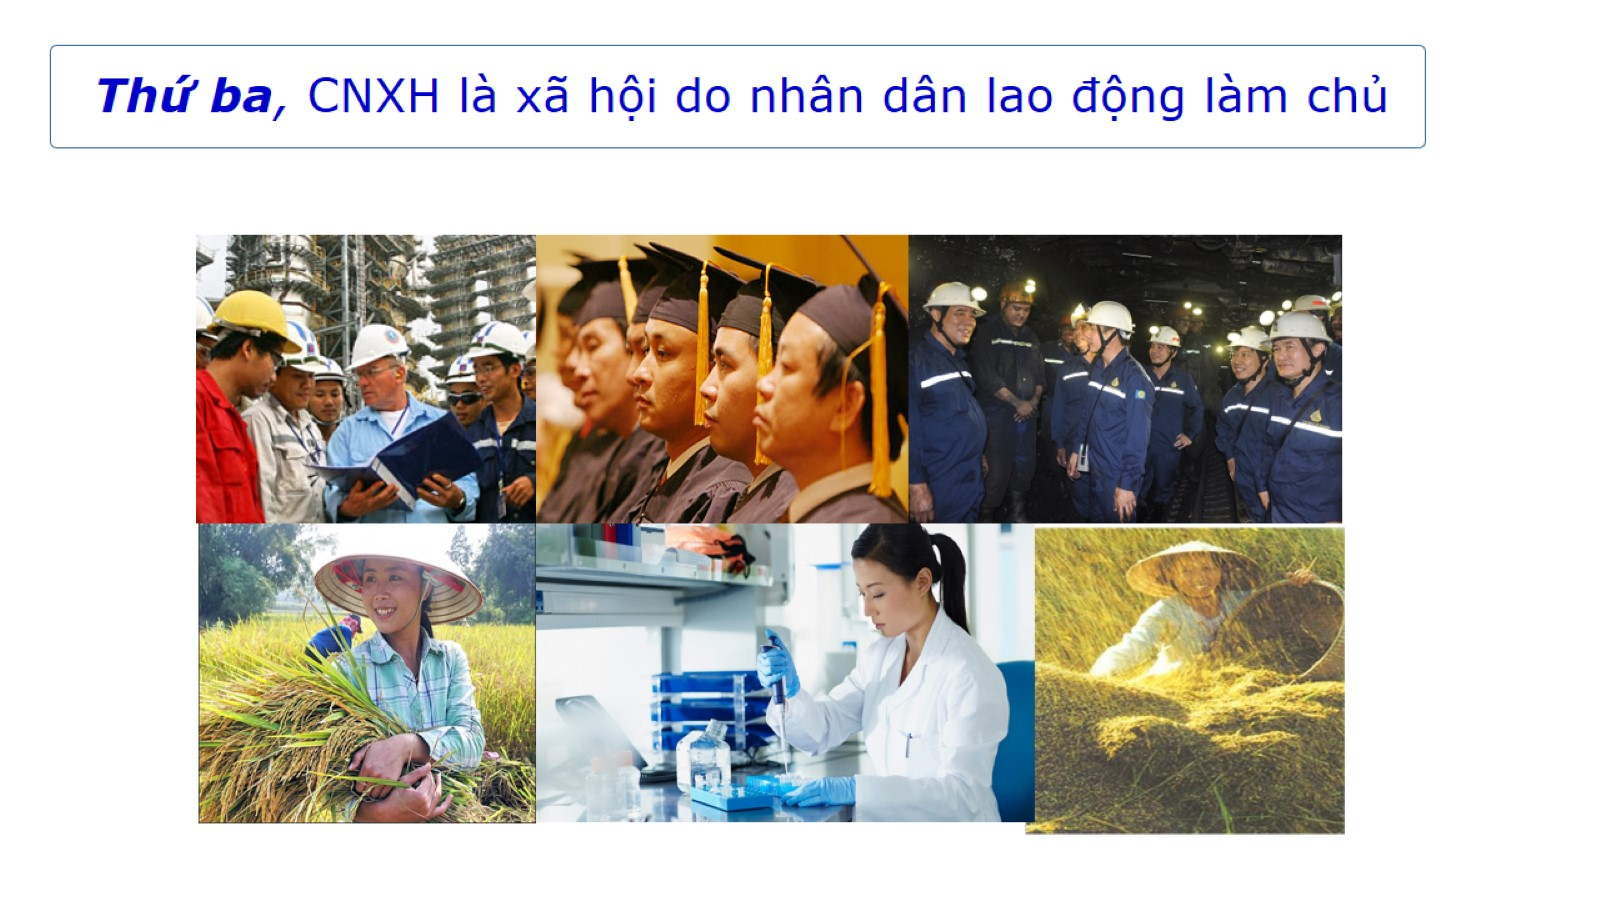 Thứ ba, CNXH là xã hội do nhân dân lao động làm chủ